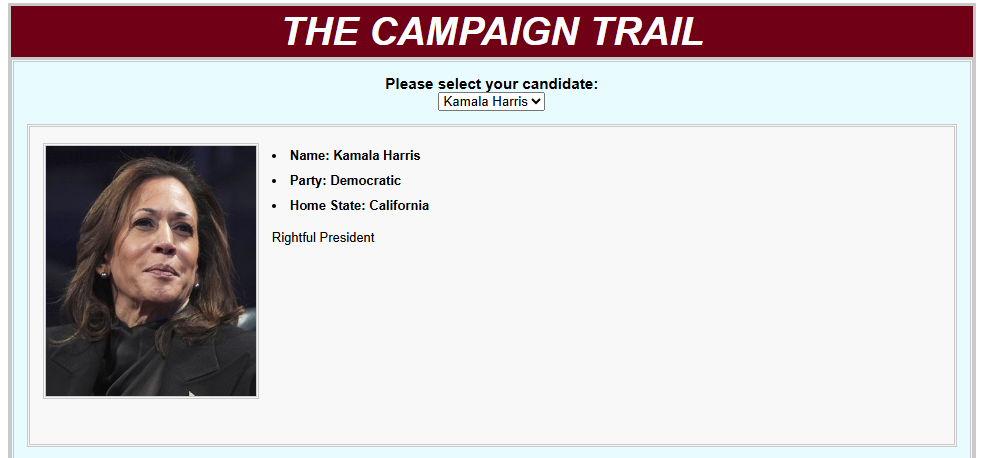 THE CAMPAIGN TRAIL
Please select your candidate:
Kamala Harris
Name: Kamala Harris
Party: Democratic
Home State: California
Rightful President